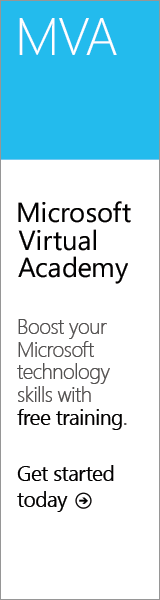 MVA
Microsoft
Virtual
Academy
Boost your
Microsoft
technology
skills with
free training.
Get started
today